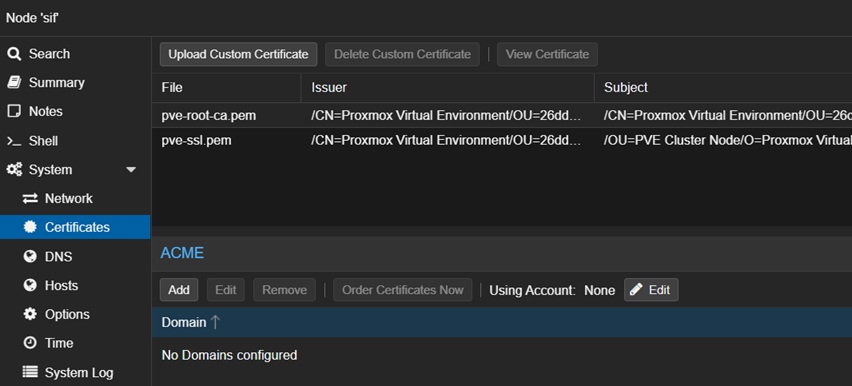 Node 'sif'
Search
Summary
Notes
Shell
System
Network
Certificates
DNS
Hosts
Options
Time
System Log
Upload Custom Certificate Delete Custom Certificate View Certificate
File Issuer Subject
pve-root-ca.pem /CN=Proxmox Virtual Environment/OU=26dd... /CN=Proxmox Virtual Environment/OU=26d
pve-ssl.pem /CN=Proxmox Virtual Environment/OU=26dd... /OU=PVE Cluster Node/O=Proxmox Virtual
ACME
Add Edit Remove Order Certificates Now Using Account: None Edit
Domain
No Domains configured